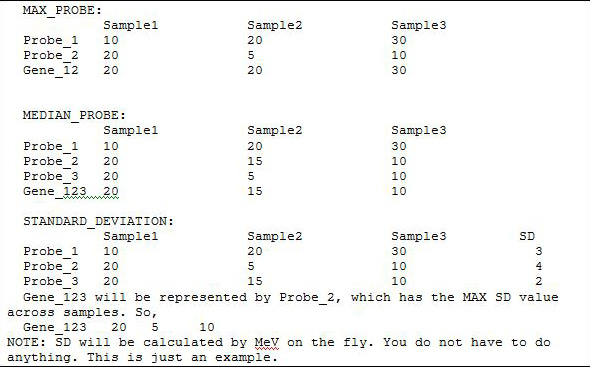 MAX_PROBE:
Sample1 Sample2 Sample3
Probe_1 10 20 30
Probe_2 20 5 10
Gene_12 20 20 30
MEDIAN_PROBE:
Sample1 Sample2 Sample3
Probe_1 10 20 30
Probe_2 20 15 10
Probe_3 20 5 10
Gene_123 20 15 10
STANDARD_DEVIATION:
Sample1 Sample2 Sample3 SD
Probe_1 10 20 30 3
Probe_2 20 5 10 4
Probe_3 20 15 10 2
Gene_123 will be represented by Probe_2, which has the MAX SD value
across samples. So,
Gene_123 20 5 10
NOTE: SD will be calculated by MeV on the fly. You do not have to do
anything. This is just an example.